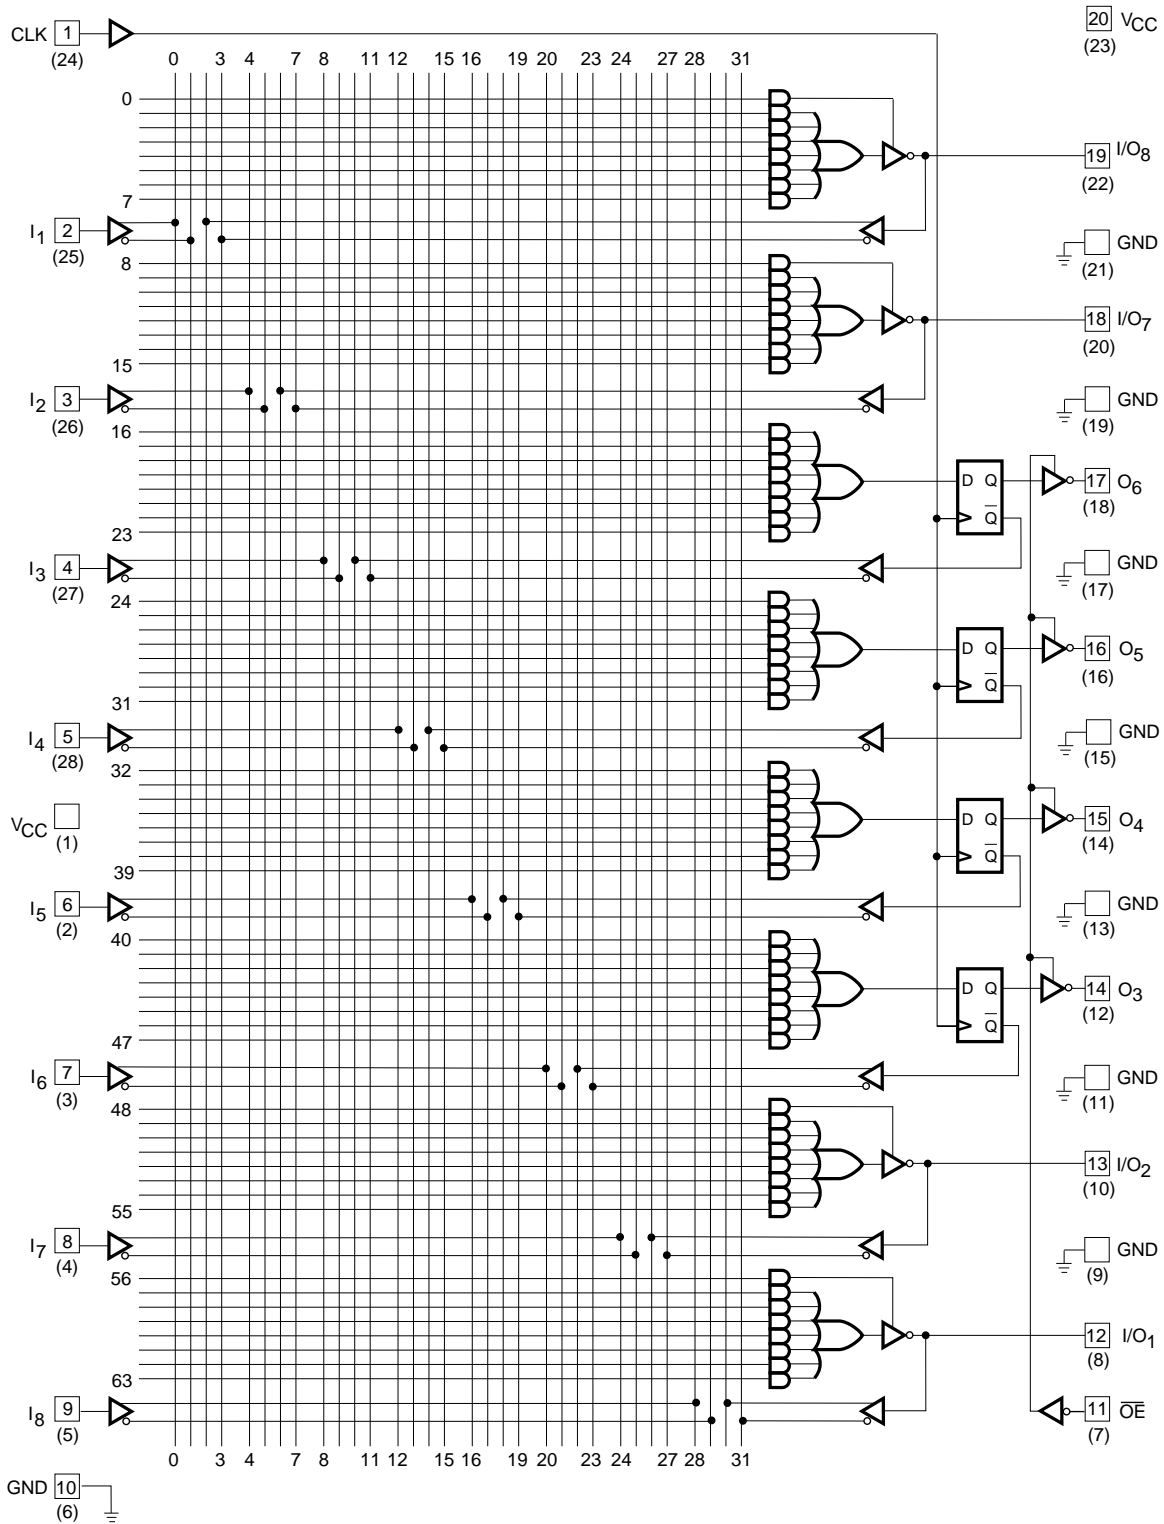 CLK 1 (24)
20 VCC (23)
0 3 4 7 8 11 12 15 16 19 20 23 24 27 28 31
0
19 I/O8 (22)
7
I1 2 (25)
GND (21)
8
18 I/O7 (20)
15
I2 3 (26)
GND (19)
16
D Q Q
17 O6 (18)
23
I3 4 (27)
GND (17)
24
D Q Q
16 O5 (16)
31
I4 5 (28)
GND (15)
32
VCC (1)
D Q Q
15 O4 (14)
39
I5 6 (2)
GND (13)
40
D Q Q
14 O3 (12)
47
I6 7 (3)
GND (11)
48
13 I/O2 (10)
55
I7 8 (4)
GND (9)
56
12 I/O1 (8)
63
I8 9 (5)
11 OE (7)
0 3 4 7 8 11 12 15 16 19 20 23 24 27 28 31
GND 10 (6)